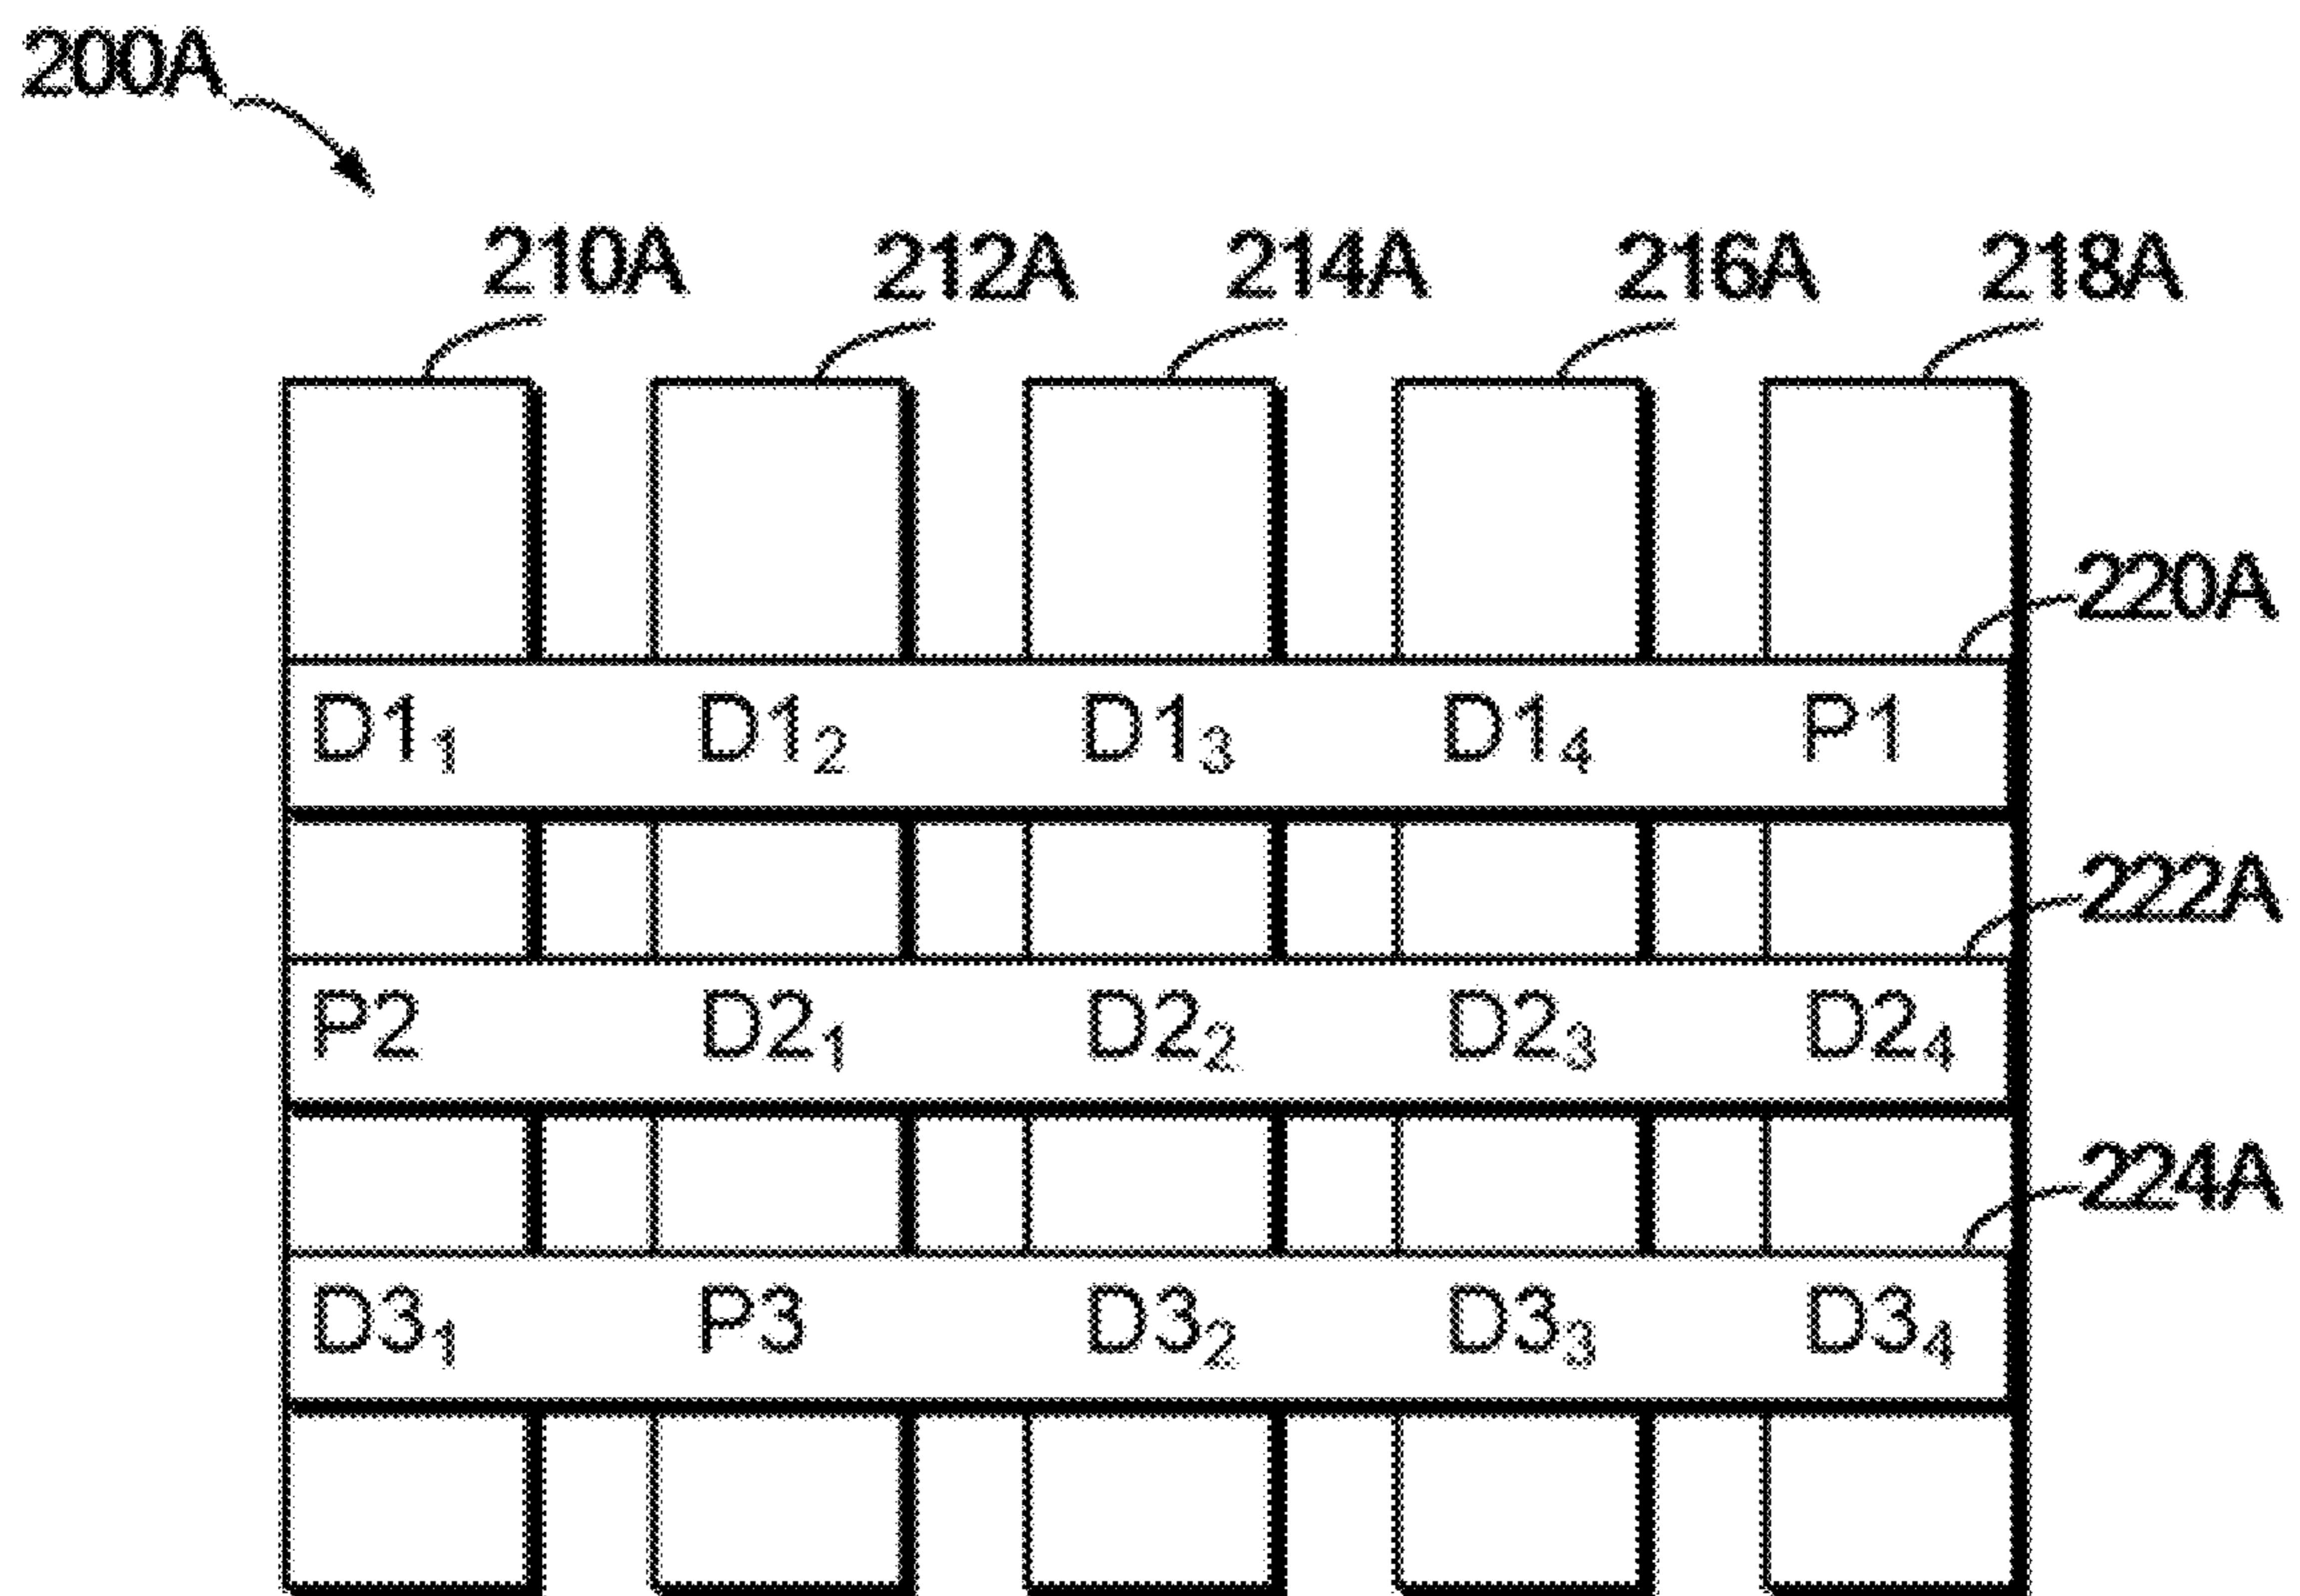 200A
210A 212A 214A 216A 218A
220A
D1₁ D1₂ D1₃ D1₄ P1
222A
P2 D2₁ D2₂ D2₃ D2₄
224A
D3₁ P3 D3₂ D3₃ D3₄